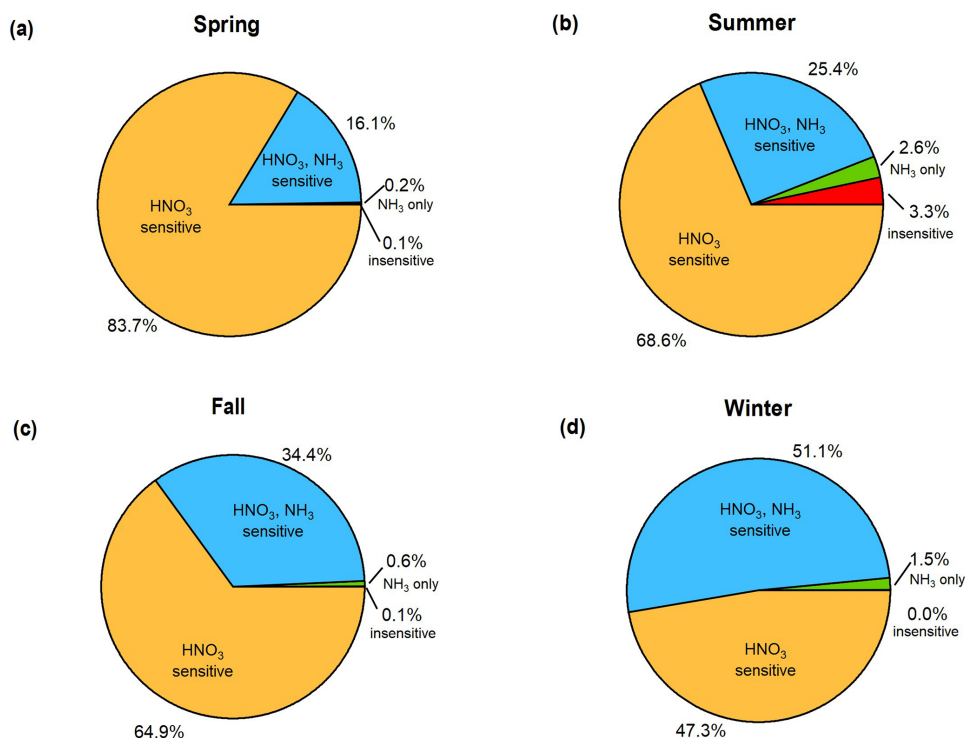 (a)
Spring
16.1%
HNO₃, NH₃
sensitive
0.2%
NH₃ only
0.1%
insensitive
HNO₃
sensitive
83.7%
(b)
Summer
25.4%
HNO₃, NH₃
sensitive
2.6%
NH₃ only
3.3%
insensitive
HNO₃
sensitive
68.6%
(c)
Fall
34.4%
HNO₃, NH₃
sensitive
0.6%
NH₃ only
0.1%
insensitive
HNO₃
sensitive
64.9%
(d)
Winter
51.1%
HNO₃, NH₃
sensitive
1.5%
NH₃ only
0.0%
insensitive
HNO₃
sensitive
47.3%